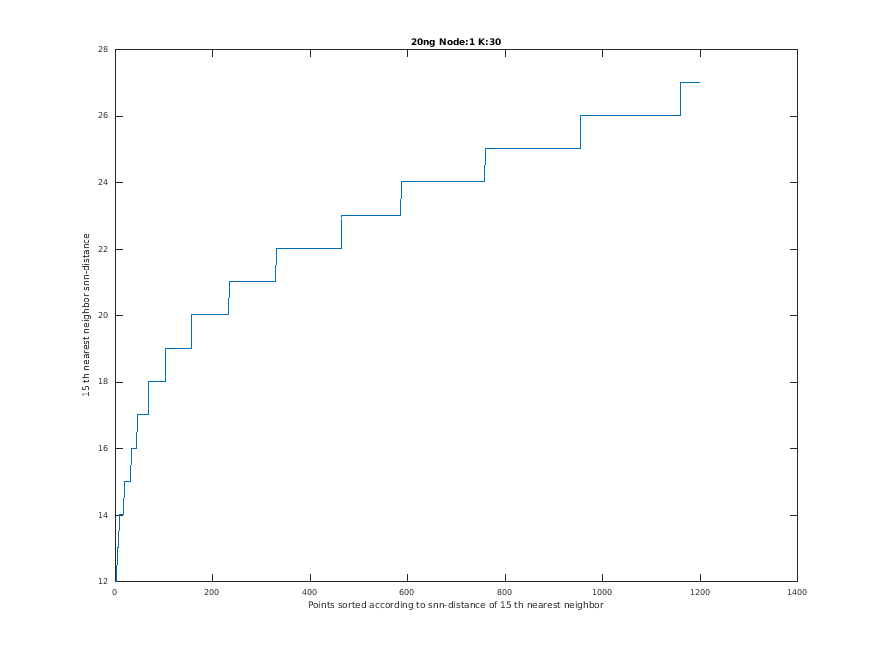 20ng Node:1 K:30
28
26
24
22
20
18
16
14
12
15 th nearest neighbor snn-distance
0 200 400 600 800 1000 1200 1400
Points sorted according to snn-distance of 15 th nearest neighbor